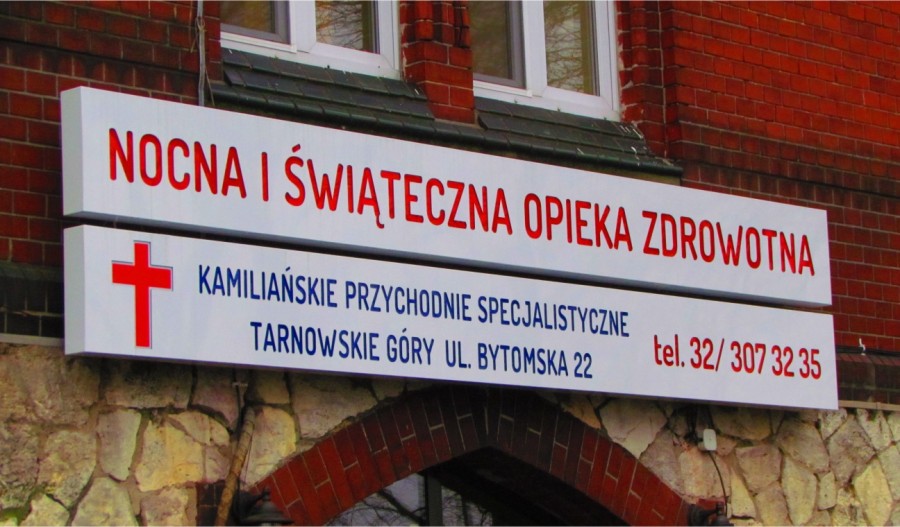 NOCNA I ŚWIĄTECZNA OPIEKA ZDROWOTNA
KAMILIAŃSKIE PRZYCHODNIE SPECJALISTYCZNE
TARNOWSKIE GÓRY UL. BYTOMSKA 22
tel. 32/ 307 32 35